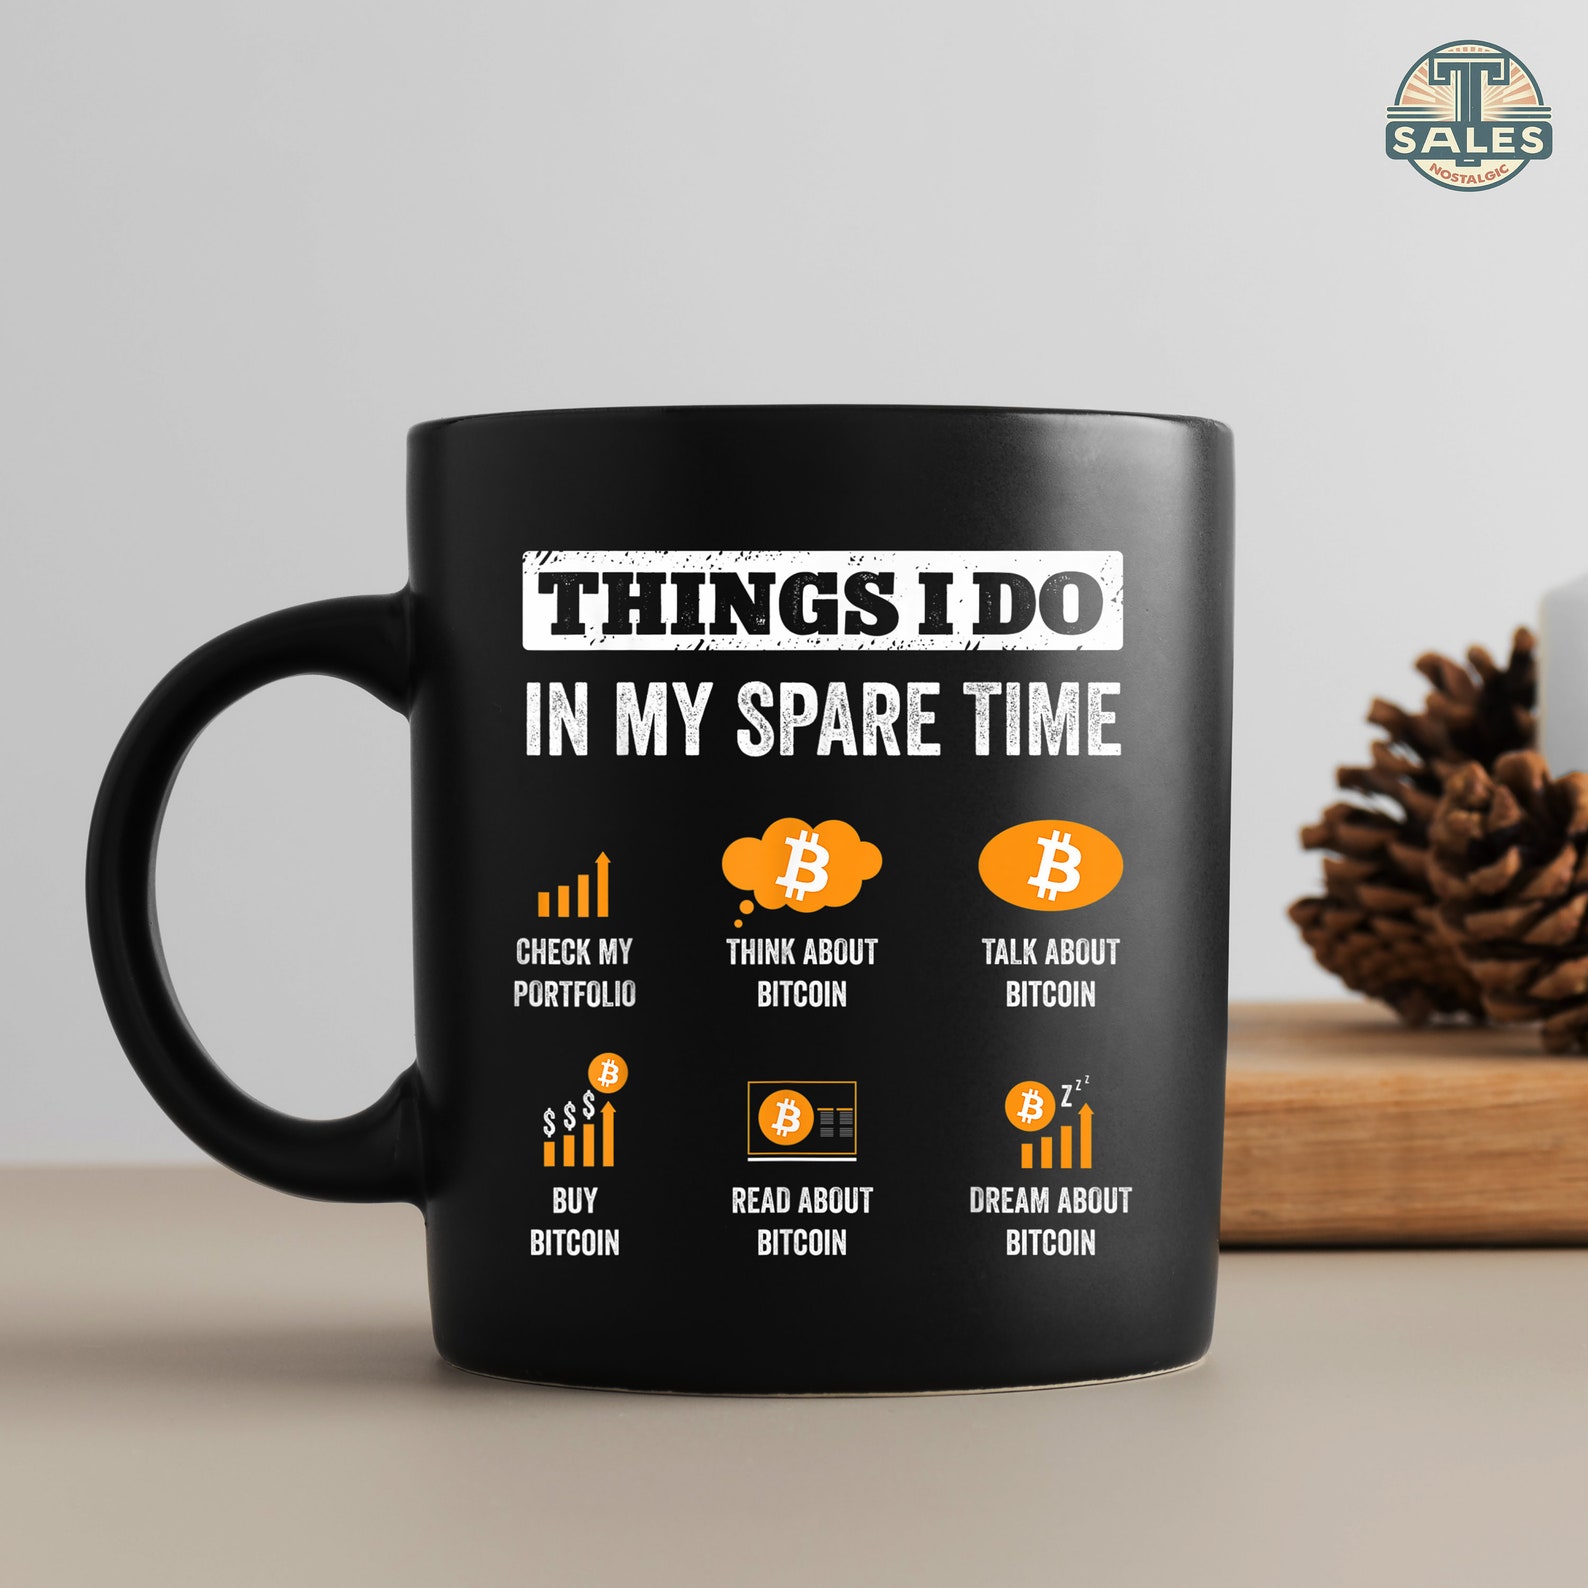 T
SALES
NOSTALGIC
THINGS I DO
IN MY SPARE TIME
CHECK MY
PORTFOLIO
THINK ABOUT
BITCOIN
TALK ABOUT
BITCOIN
$ $ $
BUY
BITCOIN
READ ABOUT
BITCOIN
Z Z Z
DREAM ABOUT
BITCOIN